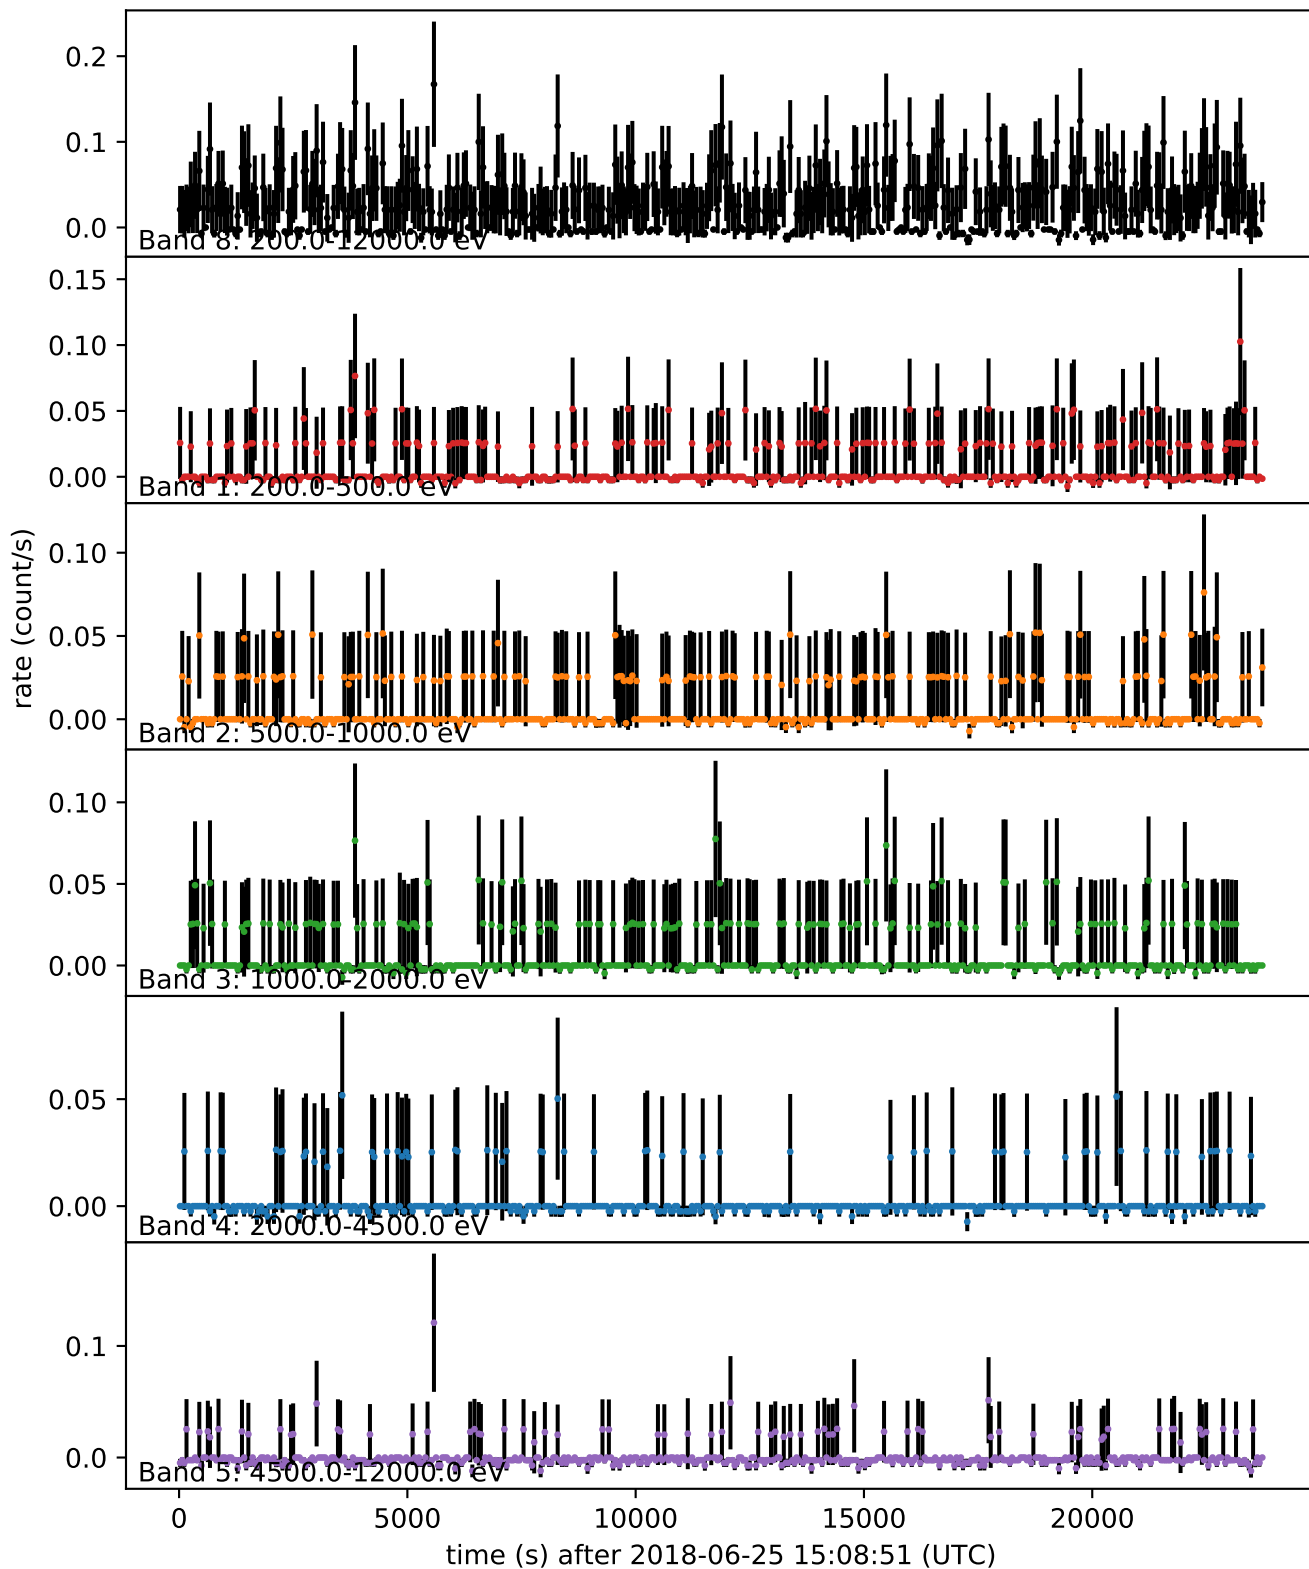 0.2
0.1
0.0
Band 8: 200.0-12000.0 eV
0.15
0.10
0.05
0.00
Band 1: 200.0-500.0 eV
rate (count/s)
0.10
0.05
0.00
Band 2: 500.0-1000.0 eV
0.10
0.05
0.00
Band 3: 1000.0-2000.0 eV
0.05
0.00
Band 4: 2000.0-4500.0 eV
0.1
0.0
Band 5: 4500.0-12000.0 eV
0 5000 10000 15000 20000
time (s) after 2018-06-25 15:08:51 (UTC)